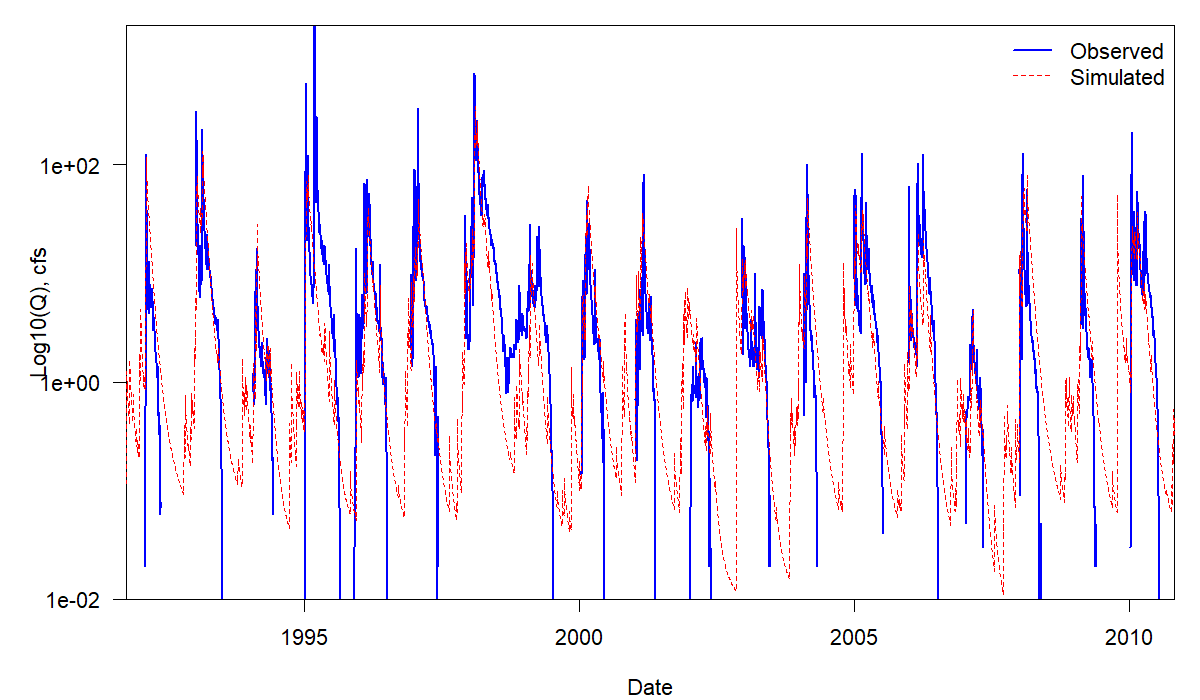 Observed
Simulated
1e+02
1e+00
1e-02
Log10(Q), cfs
1995
2000
2005
2010
Date